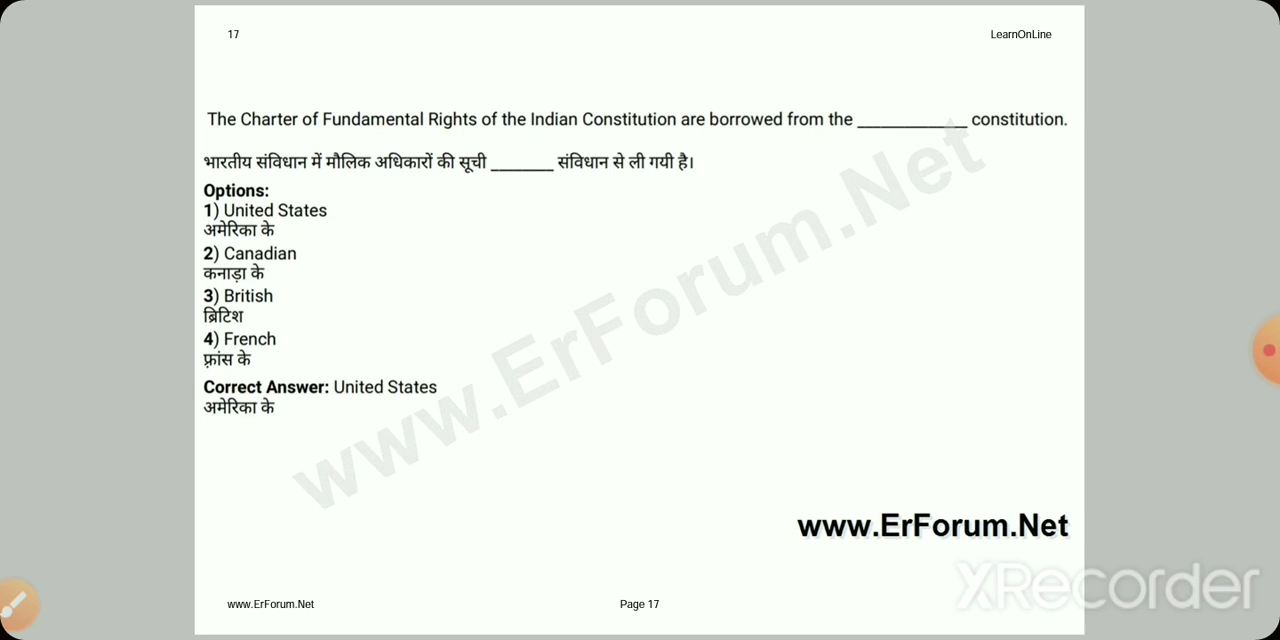 17
LearnOnLine
The Charter of Fundamental Rights of the Indian Constitution are borrowed from the ____________ constitution.
भारतीय संविधान में मौलिक अधिकारों की सूची _______ संविधान से ली गयी है।
Options:
1) United States
अमेरिका के
2) Canadian
कनाड़ा के
3) British
ब्रिटिश
4) French
फ़्रांस के
Correct Answer: United States
अमेरिका के
www.ErForum.Net
www.ErForum.Net
XRecorder
www.ErForum.Net
Page 17